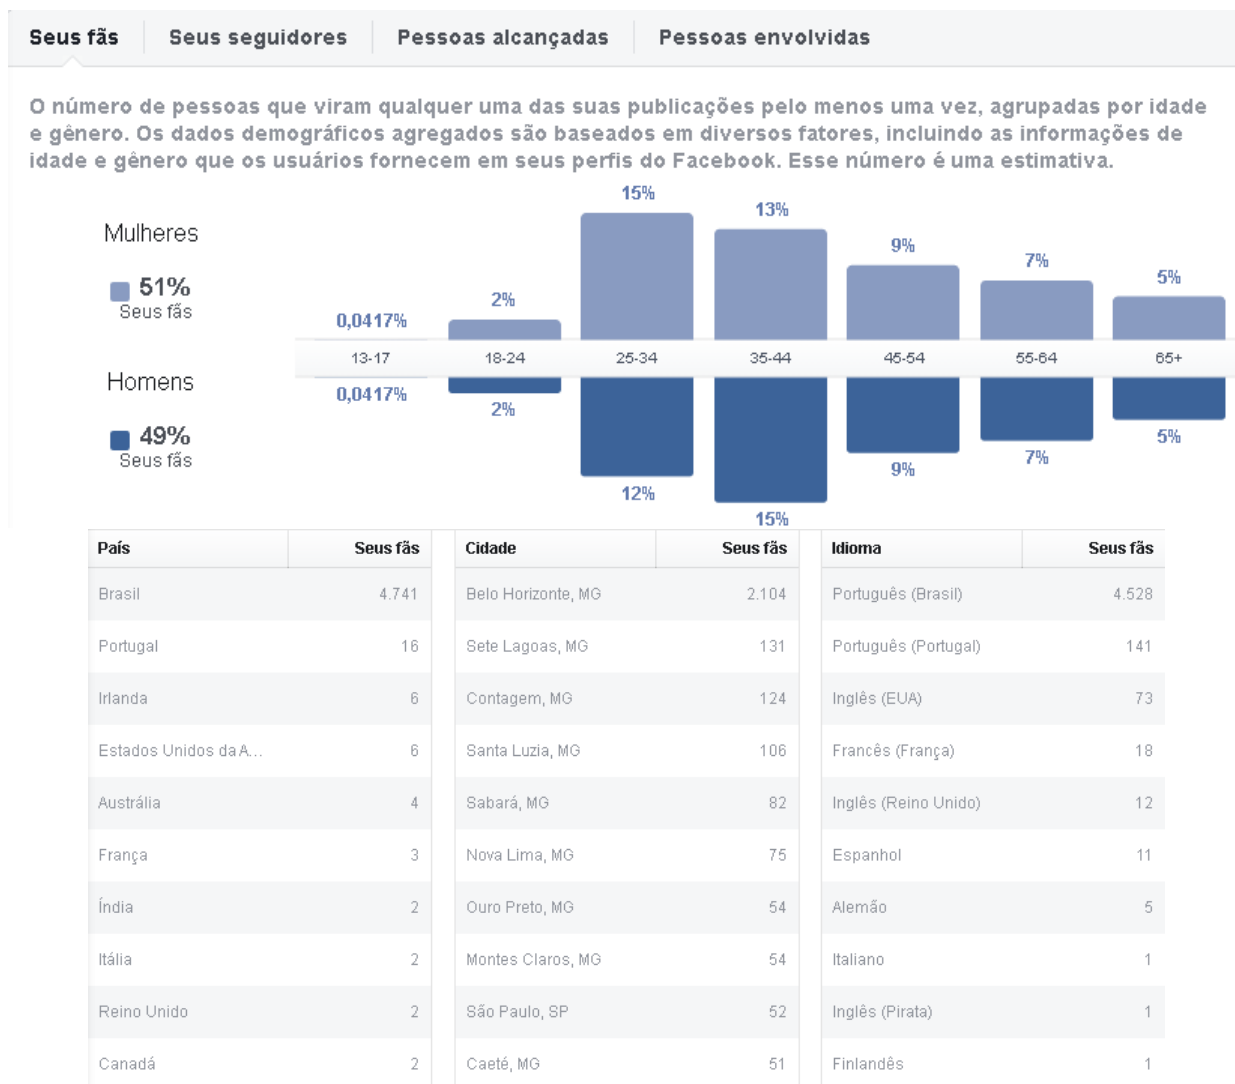 Seus fãs Seus seguidores Pessoas alcançadas Pessoas envolvidas
O número de pessoas que viram qualquer uma das suas publicações pelo menos uma vez, agrupadas por idade
e gênero. Os dados demográficos agregados são baseados em diversos fatores, incluindo as informações de
idade e gênero que os usuários fornecem em seus perfis do Facebook. Esse número é uma estimativa.
Mulheres
51%
Seus fãs
0,0417% 2% 15% 13% 9% 7% 5%
13-17 18-24 25-34 35-44 45-54 55-64 65+
Homens
49%
Seus fãs
0,0417% 2% 12% 15% 9% 7% 5%
País Seus fãs Cidade Seus fãs Idioma Seus fãs
Brasil 4.741 Belo Horizonte, MG 2.104 Português (Brasil) 4.528
Portugal 16 Sete Lagoas, MG 131 Português (Portugal) 141
Irlanda 6 Contagem, MG 124 Inglês (EUA) 73
Estados Unidos da A... 6 Santa Luzia, MG 106 Francês (França) 18
Austrália 4 Sabará, MG 82 Inglês (Reino Unido) 12
França 3 Nova Lima, MG 75 Espanhol 11
Índia 2 Ouro Preto, MG 54 Alemão 5
Itália 2 Montes Claros, MG 54 Italiano 1
Reino Unido 2 São Paulo, SP 52 Inglês (Pirata) 1
Canadá 2 Caeté, MG 51 Finlandês 1